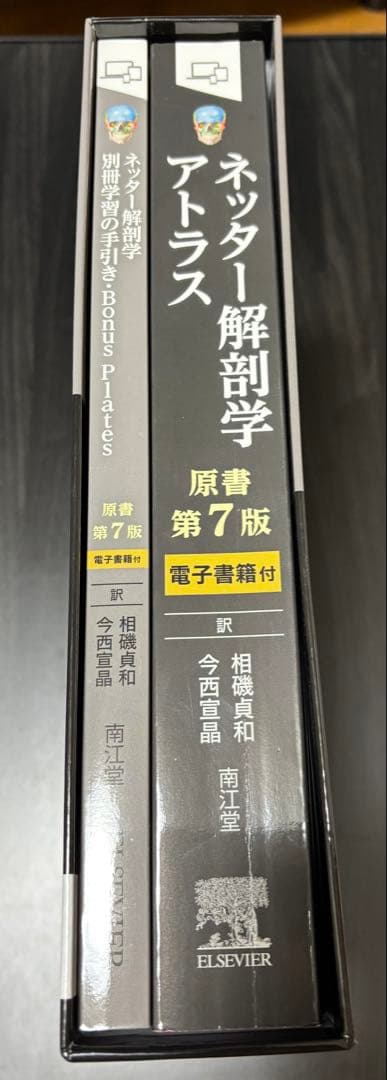 ネッター解剖学
アトラス
原書
第7版
電子書籍付
訳
相磯貞和
今西宣晶
南江堂
ELSEVIER
ネッター解剖学
別冊学習の手引き・Bonus Plates
原書
第7版
電子書籍付
訳
相磯貞和
今西宣晶
南江堂
ELSEVIER